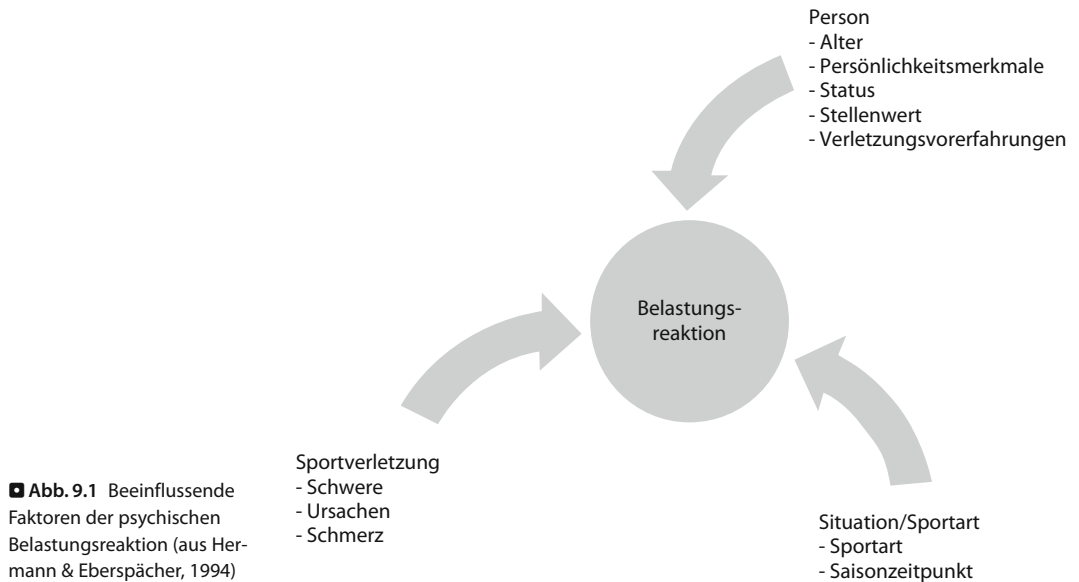 Person
- Alter
- Persönlichkeitsmerkmale
- Status
- Stellenwert
- Verletzungsvorerfahrungen
Belastungs-
reaktion
Sportverletzung
- Schwere
- Ursachen
- Schmerz
Situation/Sportart
- Sportart
- Saisonzeitpunkt
Abb. 9.1 Beeinflussende
Faktoren der psychischen
Belastungsreaktion (aus Her-
mann & Eberspächer, 1994)